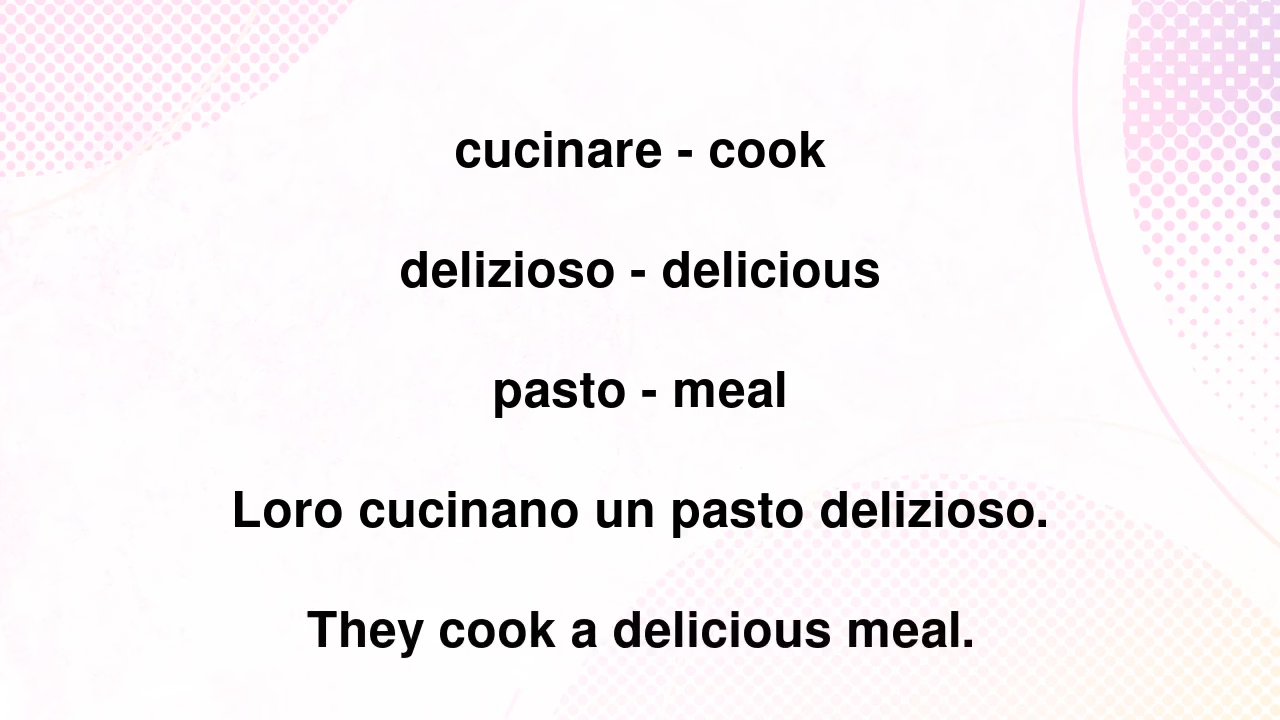 cucinare - cook
delizioso - delicious
pasto - meal
Loro cucinano un pasto delizioso.
They cook a delicious meal.